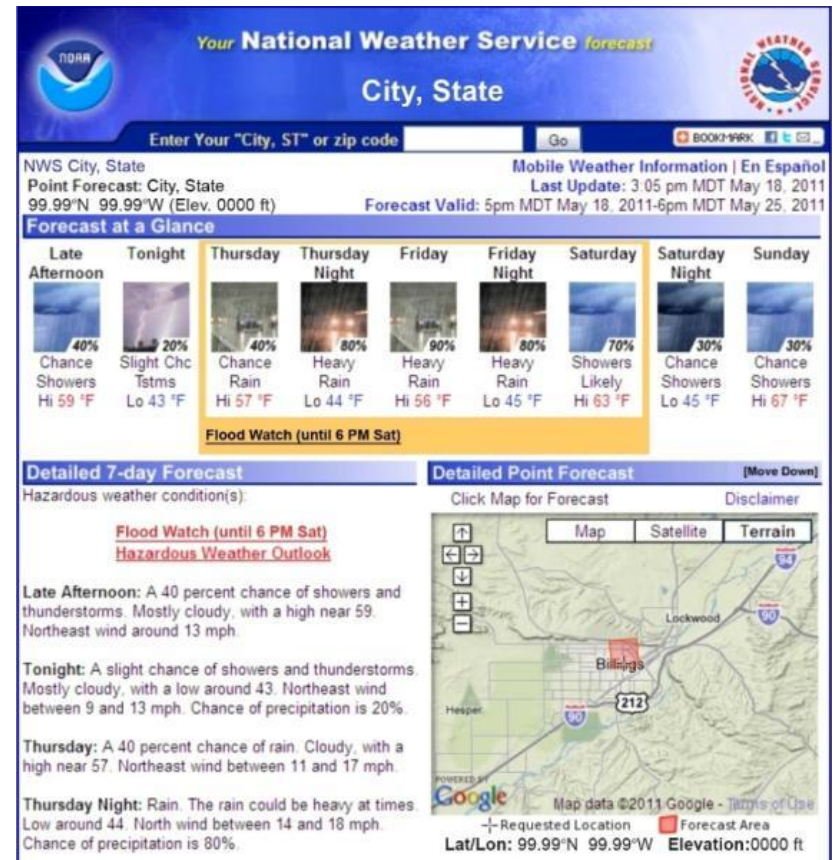 NOAA
Your National Weather Service forecast
NATIONAL WEATHER SERVICE
City, State
Enter Your "City, ST" or zip code
Go
BOOKMARK
NWS City, State
Mobile Weather Information | En Español
Point Forecast: City, State
Last Update: 3:05 pm MDT May 18, 2011
99.99°N 99.99°W (Elev. 0000 ft)
Forecast Valid: 5pm MDT May 18, 2011-6pm MDT May 25, 2011
Forecast at a Glance
Late Afternoon
Tonight
Thursday
Thursday Night
Friday
Friday Night
Saturday
Saturday Night
Sunday
40%
20%
40%
80%
90%
80%
70%
30%
30%
Chance Showers
Slight Chc Tstms
Chance Rain
Heavy Rain
Heavy Rain
Heavy Rain
Showers Likely
Chance Showers
Chance Showers
Hi 59 °F
Lo 43 °F
Hi 57 °F
Lo 44 °F
Hi 56 °F
Lo 45 °F
Hi 63 °F
Lo 45 °F
Hi 67 °F
Flood Watch (until 6 PM Sat)
Detailed 7-day Forecast
Hazardous weather condition(s):
Flood Watch (until 6 PM Sat)
Hazardous Weather Outlook
Late Afternoon: A 40 percent chance of showers and
thunderstorms. Mostly cloudy, with a high near 59.
Northeast wind around 13 mph.
Tonight: A slight chance of showers and thunderstorms.
Mostly cloudy, with a low around 43. Northeast wind
between 9 and 13 mph. Chance of precipitation is 20%.
Thursday: A 40 percent chance of rain. Cloudy, with a
high near 57. Northeast wind between 11 and 17 mph.
Thursday Night: Rain. The rain could be heavy at times.
Low around 44. North wind between 14 and 18 mph.
Chance of precipitation is 80%.
Detailed Point Forecast
[Move Down]
Click Map for Forecast
Disclaimer
Map
Satellite
Terrain
94
Lockwood
90
Billings
212
Hesper
90
POWERED BY
Google
Map data ©2011 Google - Terms of Use
Requested Location
Forecast Area
Lat/Lon: 99.99°N 99.99°W Elevation:0000 ft